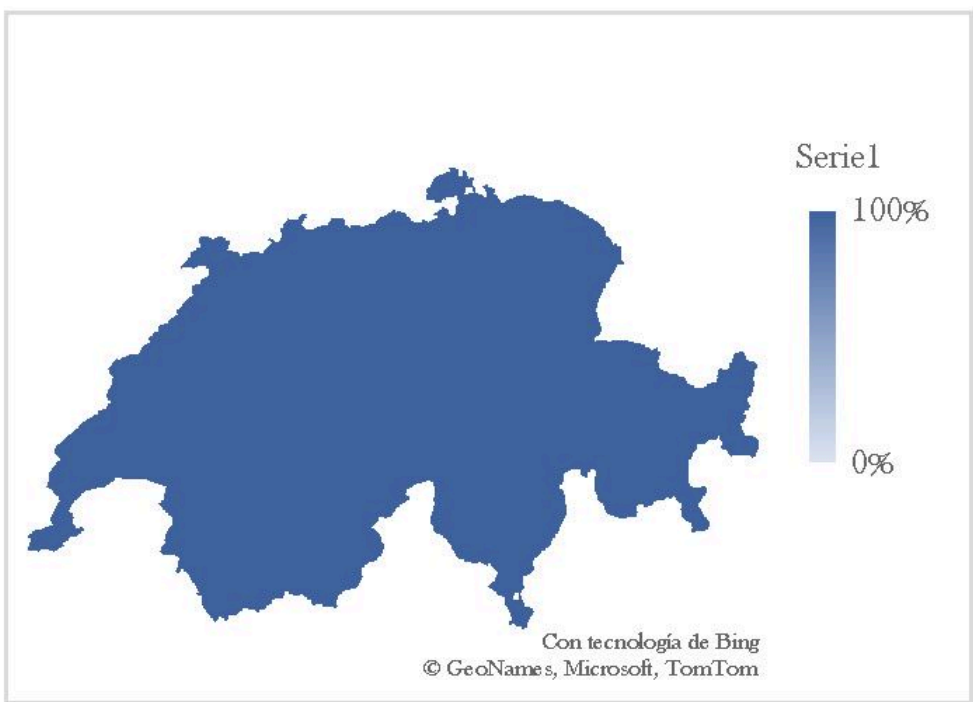 Serie1
100%
0%
Con tecnología de Bing
© GeoNames, Microsoft, TomTom